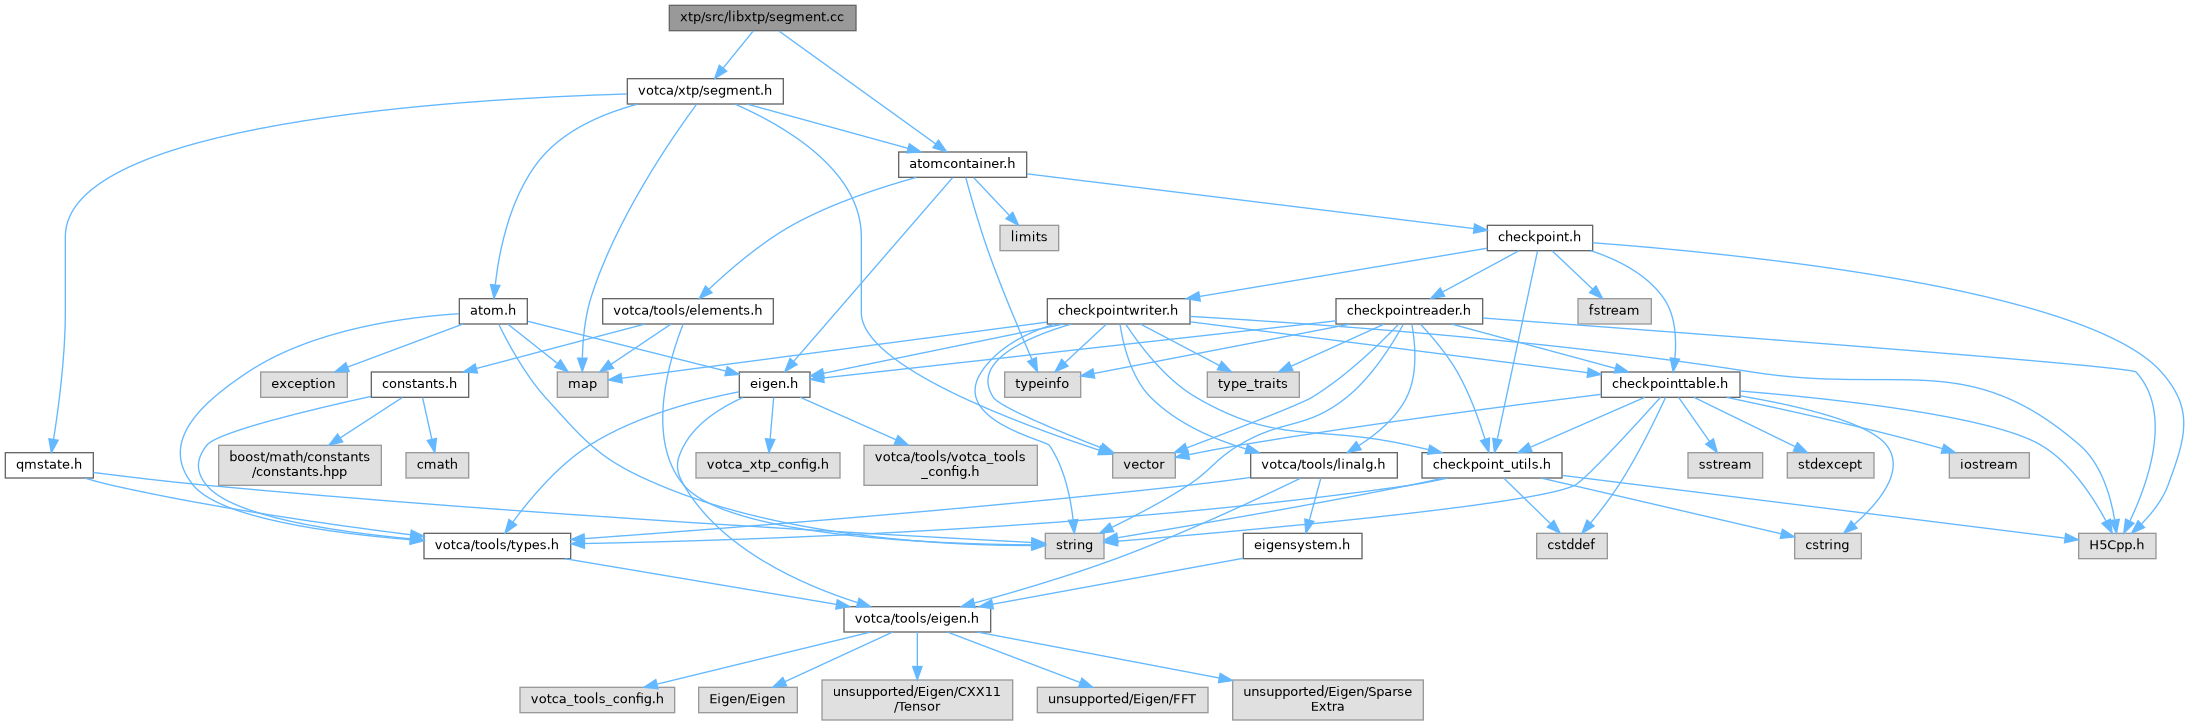 xtp/src/libxtp/segment.cc
votca/xtp/segment.h
atomcontainer.h
limits
checkpoint.h
atom.h
votca/tools/elements.h
checkpointwriter.h
checkpointreader.h
fstream
exception
constants.h
map
eigen.h
typeinfo
type_traits
checkpointtable.h
qmstate.h
boost/math/constants
/constants.hpp
cmath
votca_xtp_config.h
votca/tools/votca_tools
_config.h
vector
votca/tools/linalg.h
checkpoint_utils.h
sstream
stdexcept
iostream
votca/tools/types.h
string
eigensystem.h
cstddef
cstring
H5Cpp.h
votca/tools/eigen.h
votca_tools_config.h
Eigen/Eigen
unsupported/Eigen/CXX11
/Tensor
unsupported/Eigen/FFT
unsupported/Eigen/Sparse
Extra